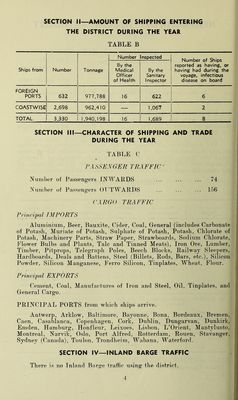 SECTION II—AMOUNT OF SHIPPING ENTERING
THE DISTRICT DURING THE YEAR
TABLE B
Ships from Number Tonnage Number Inspected By the Medical Officer of Health By the Sanitary Inspector Number of Ships reported as having, or having had during the voyage, infectious disease on board
FOREIGN PORTS 632 977,788 16 622 6
COASTWISE 2,698 962,410 — 1,067 2
TOTAL 3,330 1,940,198 16 1,689 8
SECTION III—CHARACTER OF SHIPPING AND TRADE
DURING THE YEAR
TABLE C
PASSENGER TRAFFIC
Number of Passengers INWARDS ... ... ... 74
Number of Passengers OUTWARDS ... ... ... 156
CARGO TRAFFIC
Principal IMPORTS
Aluminium, Beer, Bauxite, Cider, Coal, General (includes Carbonate
of Potash, Muriate of Potash, Sulphate of Potash, Potash, Chlorate of
Potash, Machinery Parts, Straw Paper, Strawboards, Sodium Chlorate,
Flower Bulbs and Plants, Tale and Tinned Meats), Iron Ore, Lumber,
Timber, Pitprops, Telegraph Poles, Beech Blocks, Railway Sleepers,
Hardboards, Deals and Battens, Steel (Billets, Rods, Bars, etc.), Silicon
Powder, Silicon Manganese, Ferro Silicon, Tinplates, Wheat, Flour.
Principal EXPORTS
Cement, Coal, Manufactures of Iron and Steel, Oil, Tinplates, and
General Cargo.
PRINCIPAL PORTS from which ships arrive.
Antwerp, Arklow, Baltimore, Bayonne, Bona, Bordeaux, Bremen,
Caen, Casablanca, Copenhagen, Cork, Dublin, Dungarvan, Dunkirk,
Emden, Hamburg, Honfleur, Leixoes, Lisbon, L'Orient, Mantyluoto,
Montreal, Narvik, Oslo, Port Alfred, Rotterdam, Rouen, Stavanger,
Sydney (Canada), Toulon, Trondheim, Wabana, Waterford.
SECTION IV—INLAND BARGE TRAFFIC
There is no Inland Barge traffic using the district.
4